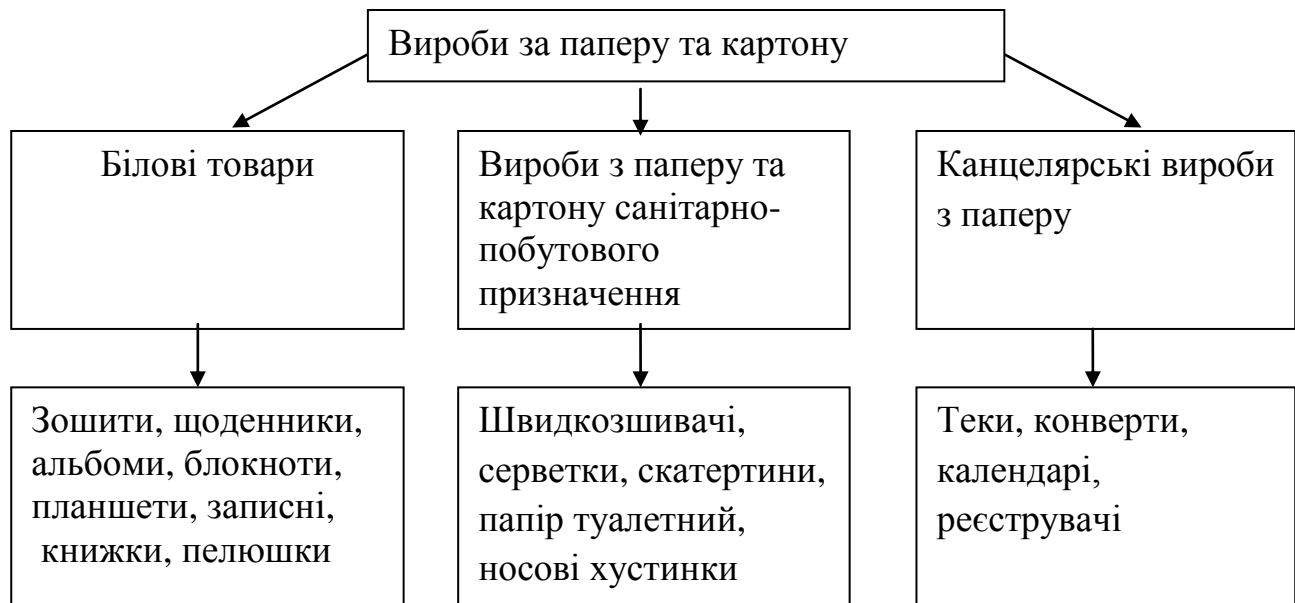 Вироби за паперу та картону
Білові товари
Вироби з паперу та
картону санітарно-
побутового
призначення
Канцелярські вироби
з паперу
Зошити, щоденники,
альбоми, блокноти,
планшети, записні,
книжки, пелюшки
Швидкозшивачі,
серветки, скатертини,
папір туалетний,
носові хустинки
Теки, конверти,
календарі,
реєструвачі